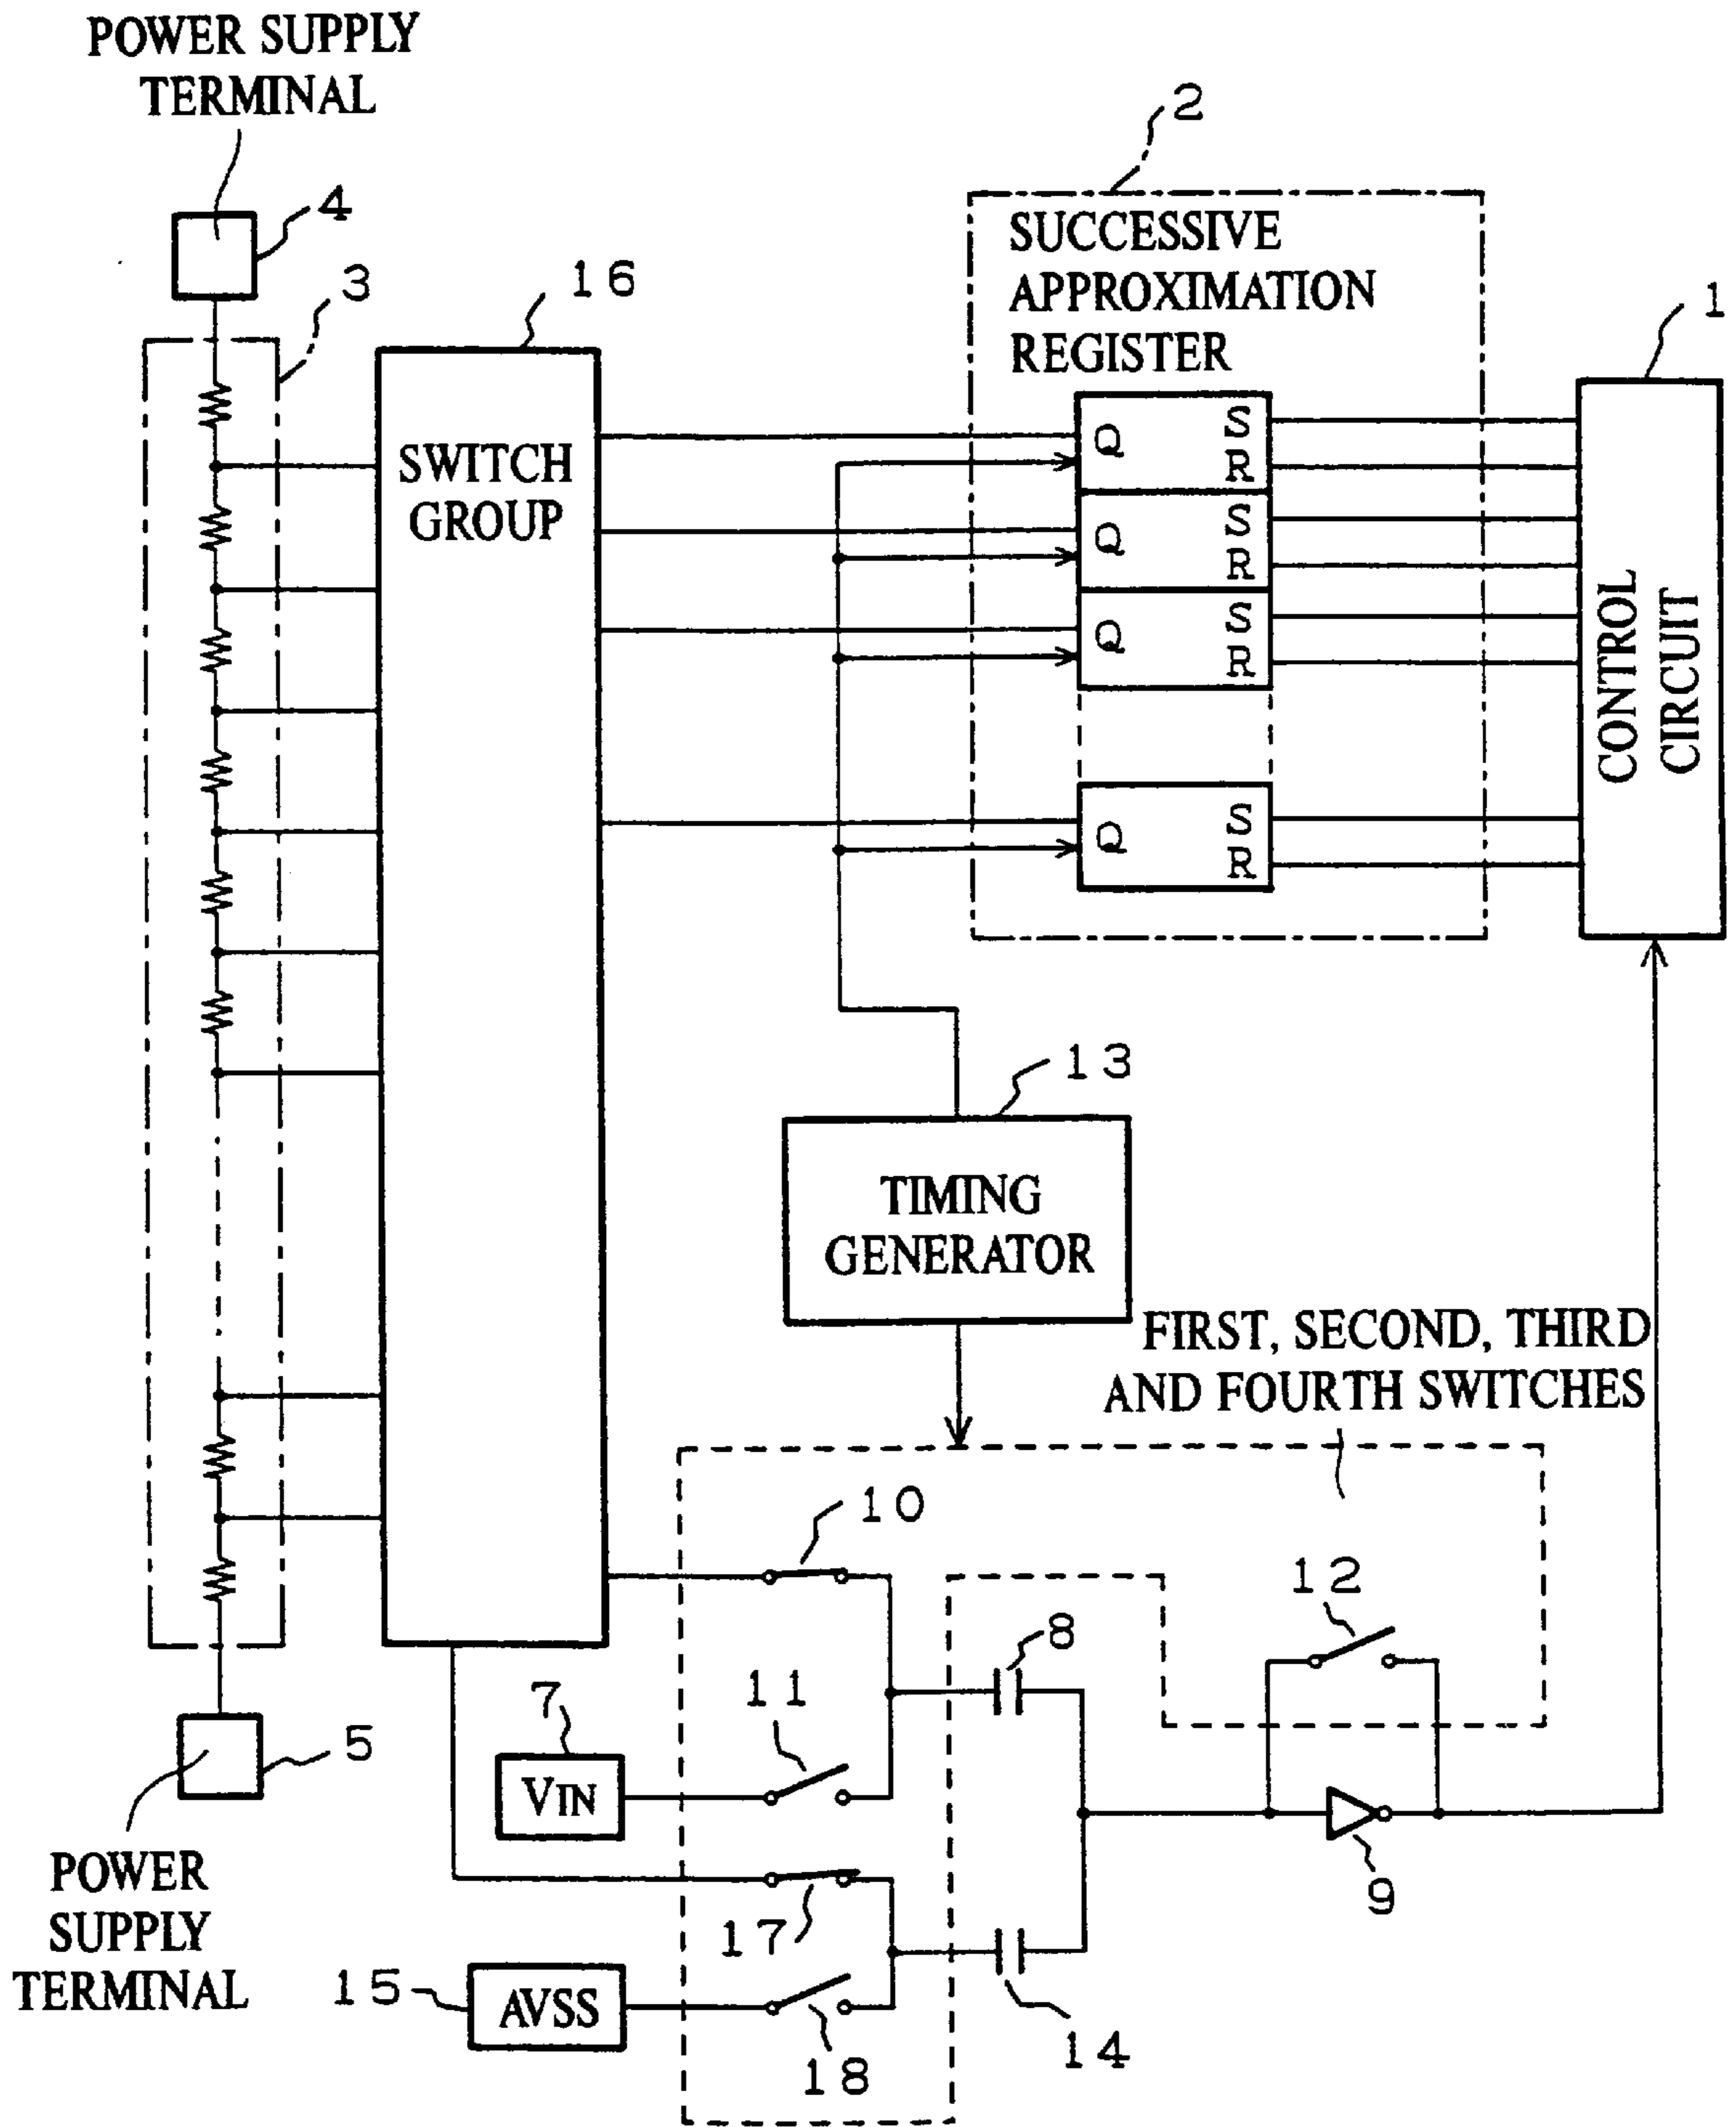 POWER SUPPLY
TERMINAL
4
3
16
SWITCH
GROUP
2
SUCCESSIVE
APPROXIMATION
REGISTER
1
Q S
R
Q S
R
Q S
R
Q S
R
CONTROL
CIRCUIT
13
TIMING
GENERATOR
FIRST, SECOND, THIRD
AND FOURTH SWITCHES
10
12
8
11
7
VIN
5
9
17
POWER
SUPPLY
TERMINAL
15
AVSS
18
14